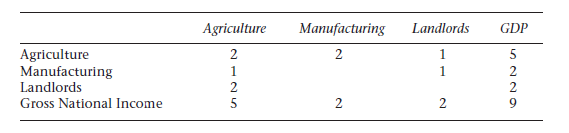 Agriculture Manufacturing Landlords GDP
Agriculture 2 2 1 5
Manufacturing 1 1 2
Landlords 2 2
Gross National Income 5 2 2 9